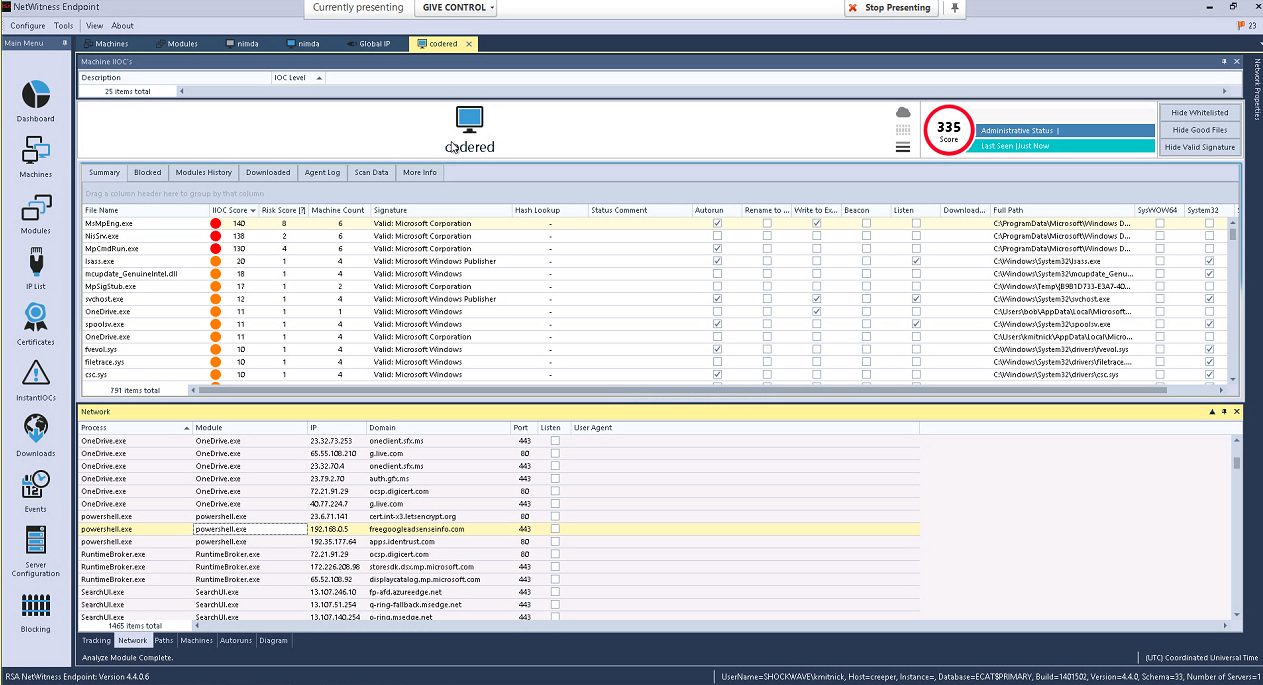 NetWitness Endpoint
Currently presenting GIVE CONTROL Stop Presenting
Configure Tools View About 23
Main Menu Machines Modules nimda nimda Global IP codered
Machine IIOC's
Description IOC Level
25 items total
codered
335
Score
Administrative Status |
Last Seen |Just Now
Hide Whitelisted
Hide Good Files
Hide Valid Signature
Network Properties
Dashboard
Machines
Modules
IP List
Certificates
InstantIOCs
Downloads
Events
Server
Configuration
Blocking
Summary Blocked Modules History Downloaded Agent Log Scan Data More Info
Drag a column header here to group by that column
File Name IIOC Score Risk Score [?] Machine Count Signature Hash Lookup Status Comment Autorun Rename to ... Write to Ex... Beacon Listen Download... Full Path SysWOW64 System32
MsMpEng.exe 140 8 6 Valid: Microsoft Corporation - C:\ProgramData\Microsoft\Windows D...
NisSrv.exe 138 2 6 Valid: Microsoft Corporation - C:\ProgramData\Microsoft\Windows D...
MpCmdRun.exe 130 4 6 Valid: Microsoft Corporation - C:\ProgramData\Microsoft\Windows D...
lsass.exe 20 1 4 Valid: Microsoft Windows Publisher - C:\Windows\System32\lsass.exe
mcupdate_GenuineIntel.dll 18 1 4 Valid: Microsoft Windows - C:\Windows\System32\mcupdate_Genu...
MpSigStub.exe 17 1 2 Valid: Microsoft Corporation - C:\Windows\Temp\{B9B1D733-E3A7-40...
svchost.exe 12 1 4 Valid: Microsoft Windows Publisher - C:\Windows\System32\svchost.exe
OneDrive.exe 11 1 1 Valid: Microsoft Corporation - C:\Users\bob\AppData\Local\Microsoft...
spoolsv.exe 11 1 4 Valid: Microsoft Windows - C:\Windows\System32\spoolsv.exe
OneDrive.exe 11 1 4 Valid: Microsoft Corporation - C:\Users\kmitnick\AppData\Local\Micro...
fvevol.sys 10 1 4 Valid: Microsoft Windows - C:\Windows\System32\drivers\fvevol.sys
filetrace.sys 10 1 4 Valid: Microsoft Windows - C:\Windows\System32\drivers\filetrace....
csc.sys 10 1 4 Valid: Microsoft Windows - C:\Windows\System32\drivers\csc.sys
791 items total
Network
Process Module IP Domain Port Listen User Agent
OneDrive.exe OneDrive.exe 23.32.73.253 oneclient.sfx.ms 443
OneDrive.exe OneDrive.exe 65.55.108.210 g.live.com 80
OneDrive.exe OneDrive.exe 23.32.70.4 oneclient.sfx.ms 443
OneDrive.exe OneDrive.exe 23.79.2.70 auth.gfx.ms 443
OneDrive.exe OneDrive.exe 72.21.91.29 ocsp.digicert.com 80
OneDrive.exe OneDrive.exe 40.77.224.7 g.live.com 80
powershell.exe powershell.exe 23.6.71.141 cert.int-x3.letsencrypt.org 80
powershell.exe powershell.exe 192.168.0.5 freegoogleadsenseinfo.com 443
powershell.exe powershell.exe 192.35.177.64 apps.identrust.com 80
RuntimeBroker.exe RuntimeBroker.exe 72.21.91.29 ocsp.digicert.com 80
RuntimeBroker.exe RuntimeBroker.exe 172.226.208.98 storesdk.dsx.mp.microsoft.com 443
RuntimeBroker.exe RuntimeBroker.exe 65.52.108.92 displaycatalog.mp.microsoft.com 443
SearchUI.exe SearchUI.exe 13.107.246.10 fp-afd.azureedge.net 443
SearchUI.exe SearchUI.exe 13.107.51.254 q-ring-fallback.msedge.net 443
SearchUI.exe SearchUI.exe 13.107.140.254 o-ring.msedge.net 443
1465 items total
Tracking Network Paths Machines Autoruns Diagram
Analyze Module Complete. (UTC) Coordinated Universal Time
RSA NetWitness Endpoint: Version 4.4.0.6 UserName=SHOCKWAVE\kmitnick, Host=creeper, Instance=, Database=ECAT$PRIMARY, Build=1401502, Version=4.4.0, Schema=33, Number of Servers=1